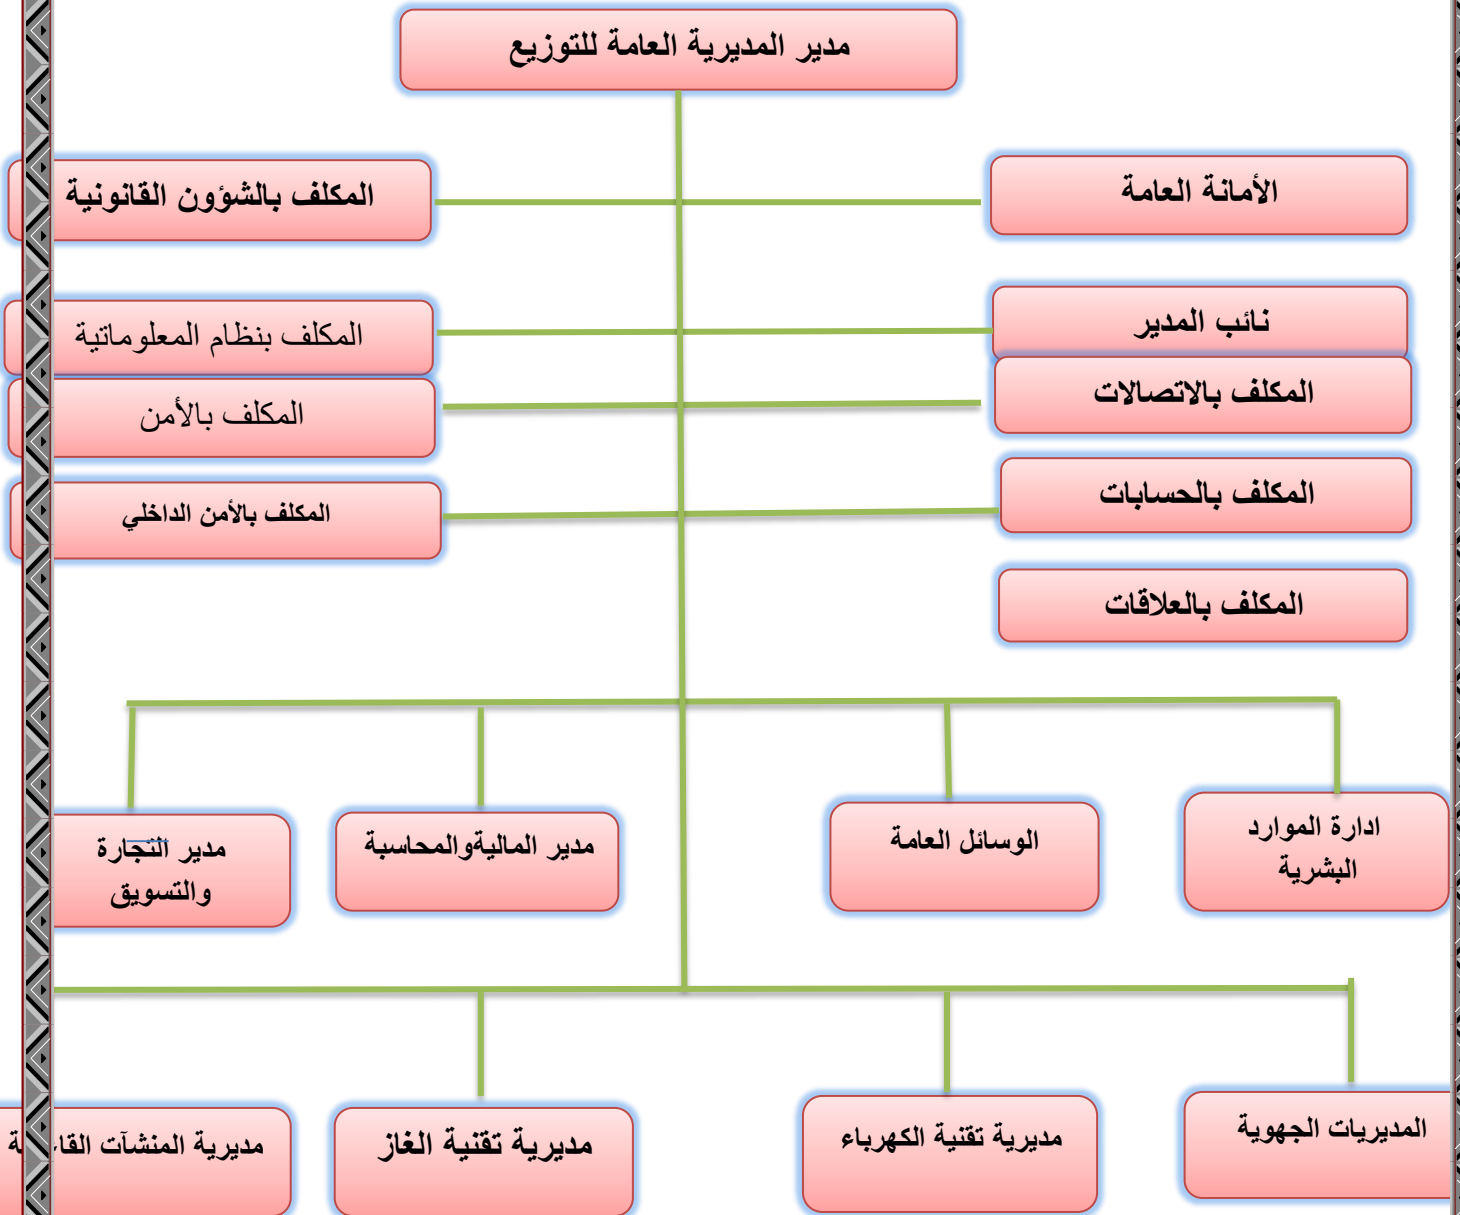 مدير المديرية العامة للتوزيع
الأمانة العامة
المكلف بالشؤون القانونية
نائب المدير
المكلف بنظام المعلوماتية
المكلف بالاتصالات
المكلف بالأمن
المكلف بالحسابات
المكلف بالأمن الداخلي
المكلف بالعلاقات
ادارة الموارد
البشرية
الوسائل العامة
مدير الماليةوالمحاسبة
مدير التجارة
والتسويق
المديريات الجهوية
مديرية تقنية الكهرباء
مديرية تقنية الغاز
مديرية المنشآت